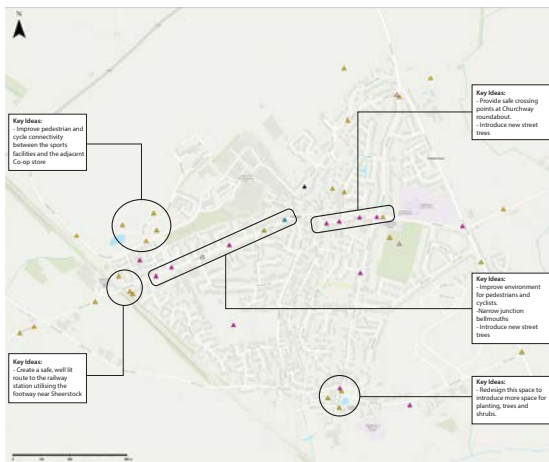 N
Key Ideas:
- Provide safe crossing
points at Churchway
roundabout.
- Introduce new street
trees
Key Ideas:
- Improve pedestrian and
cycle connectivity
between the sports
facilities and the adjacent
Co-op store
Key Ideas:
- Improve environment
for pedestrians and
cyclists.
-Narrow junction
bellmouths
- Introduce new street
trees
Key Ideas:
- Create a safe, well lit
route to the railway
station utilising the
footway near Sheerstock
Key Ideas:
- Redesign this space to
introduce more space for
planting, trees and
shrubs.